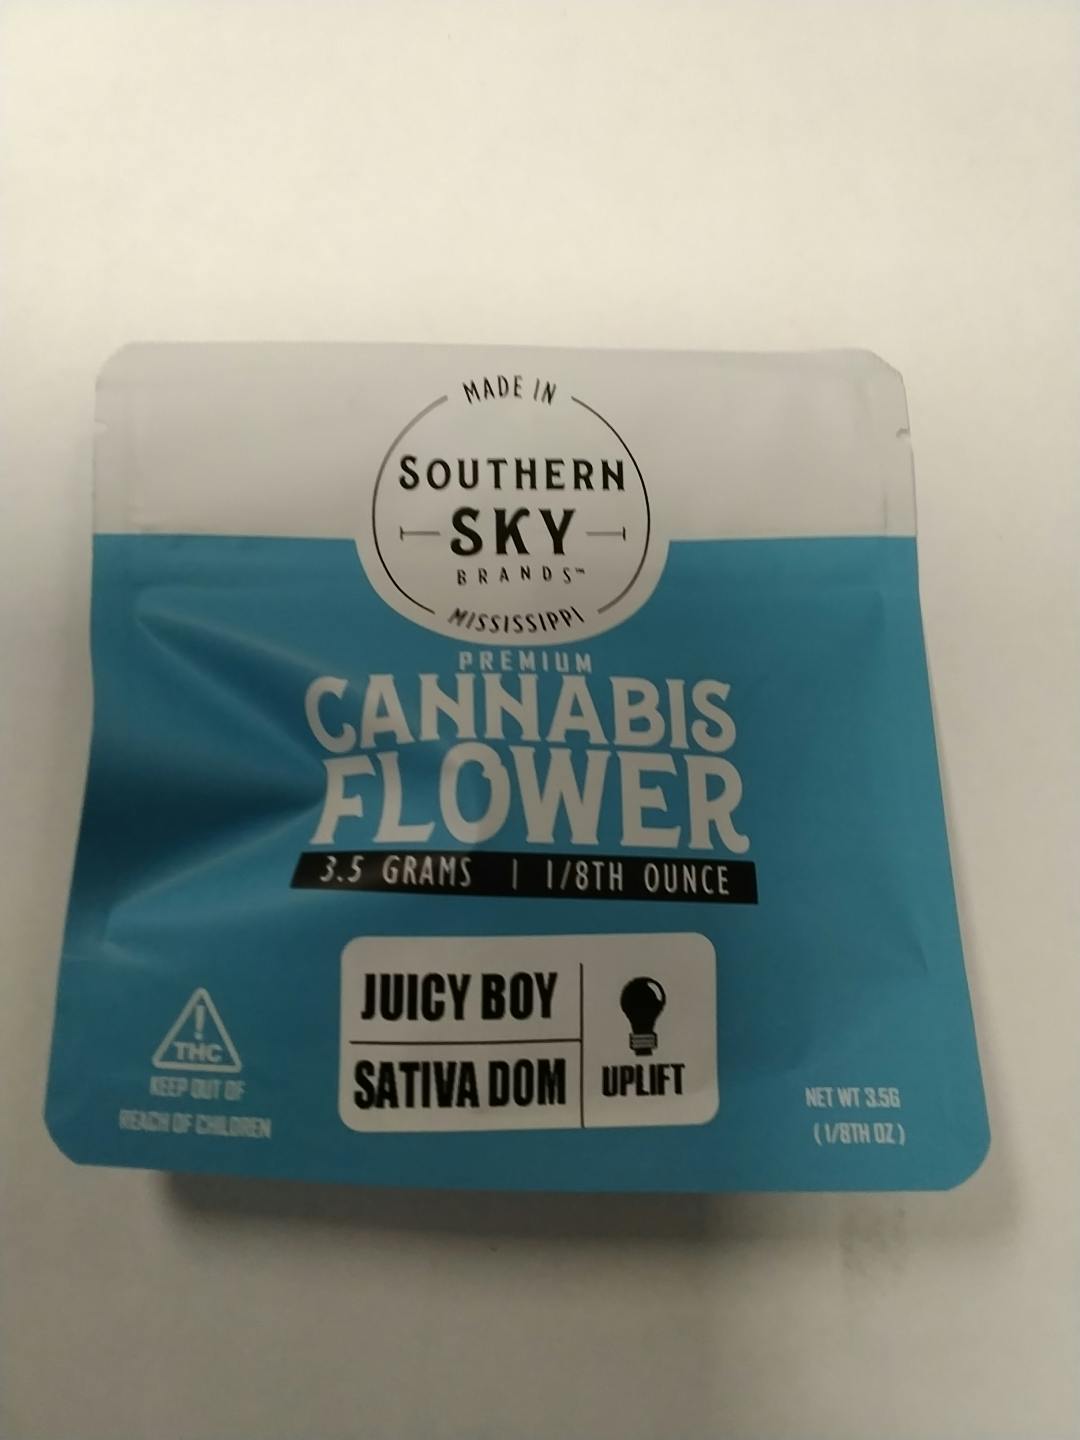 MADE IN
SOUTHERN
SKY
BRANDS™
MISSISSIPPI
PREMIUM
CANNABIS
FLOWER
3.5 GRAMS | 1/8TH OUNCE
JUICY BOY
SATIVA DOM
UPLIFT
!
THC
KEEP OUT OF
REACH OF CHILDREN
NET WT 3.5G
(1/8TH OZ)